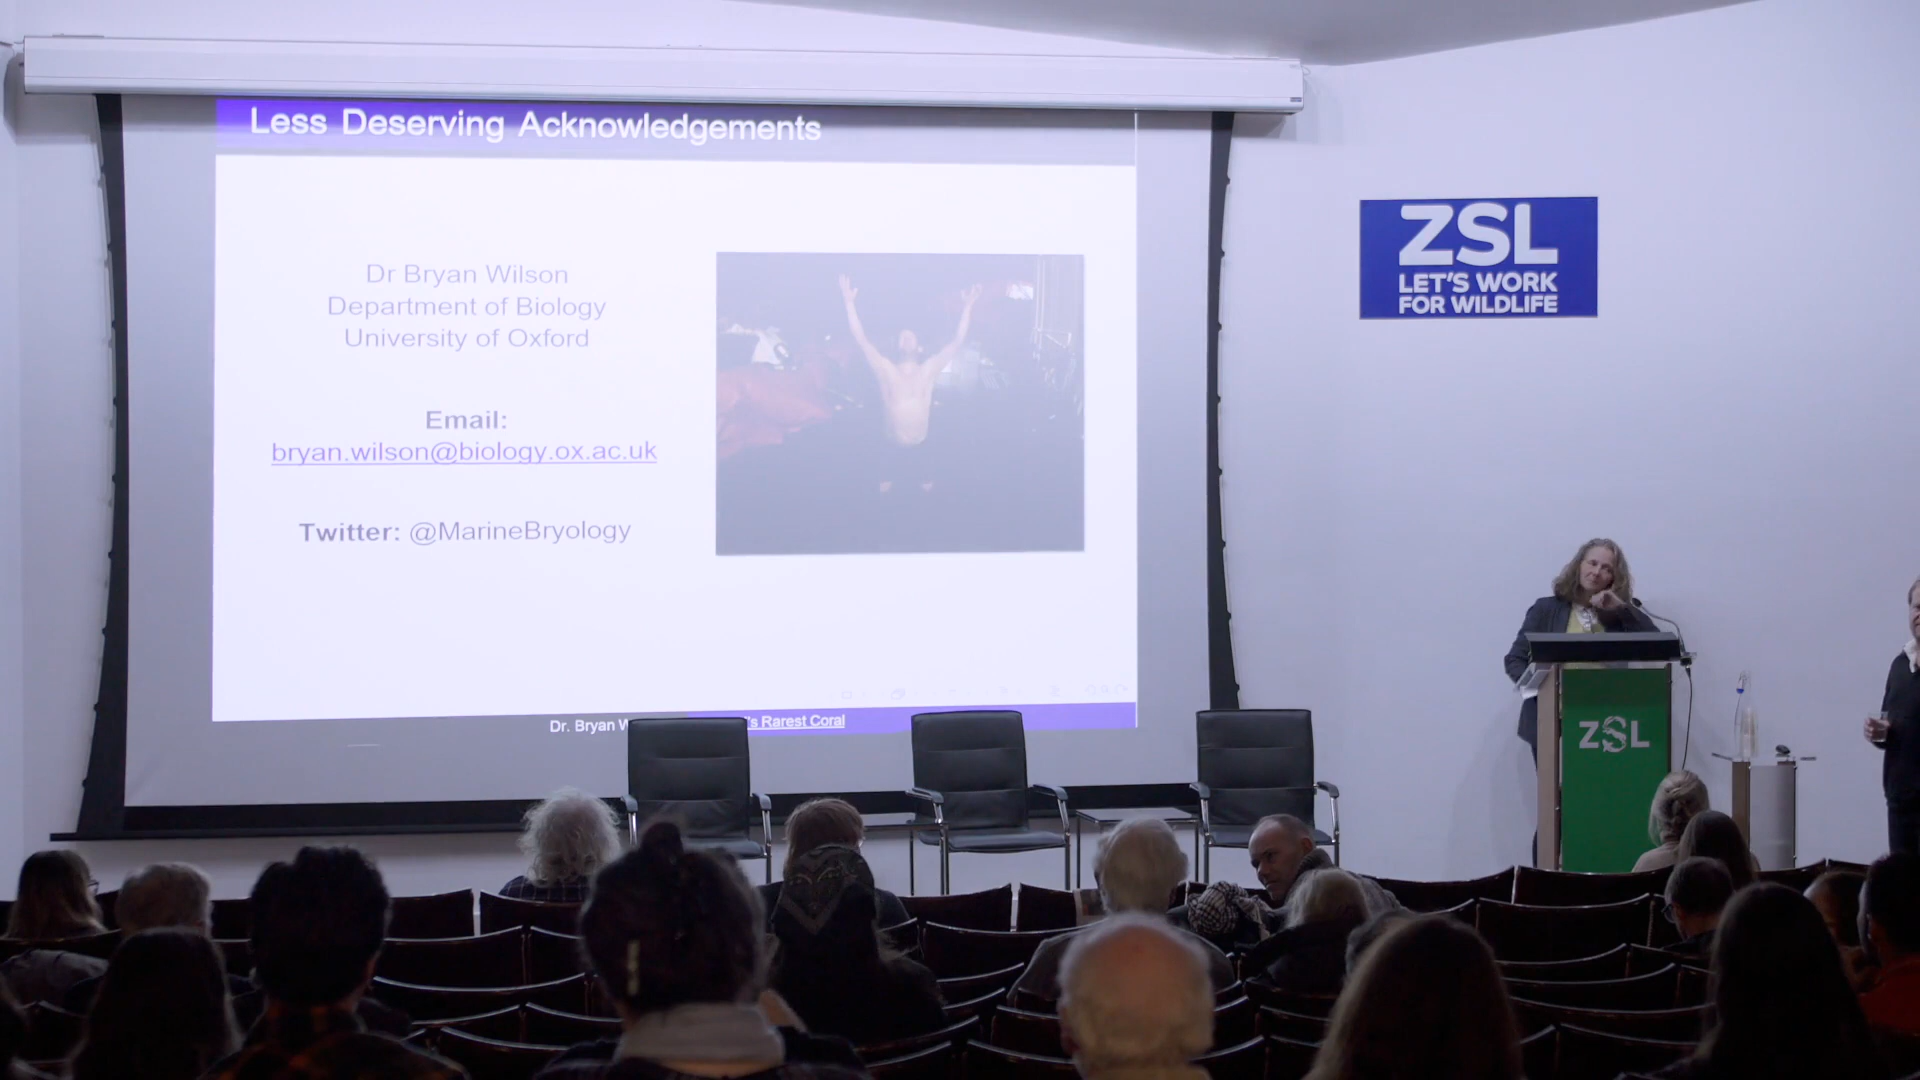 Less Deserving Acknowledgements
Dr Bryan Wilson
Department of Biology
University of Oxford
Email:
bryan.wilson@biology.ox.ac.uk
Twitter: @MarineBryology
Dr. Bryan W
's Rarest Coral
ZSL
LET'S WORK
FOR WILDLIFE
ZSL